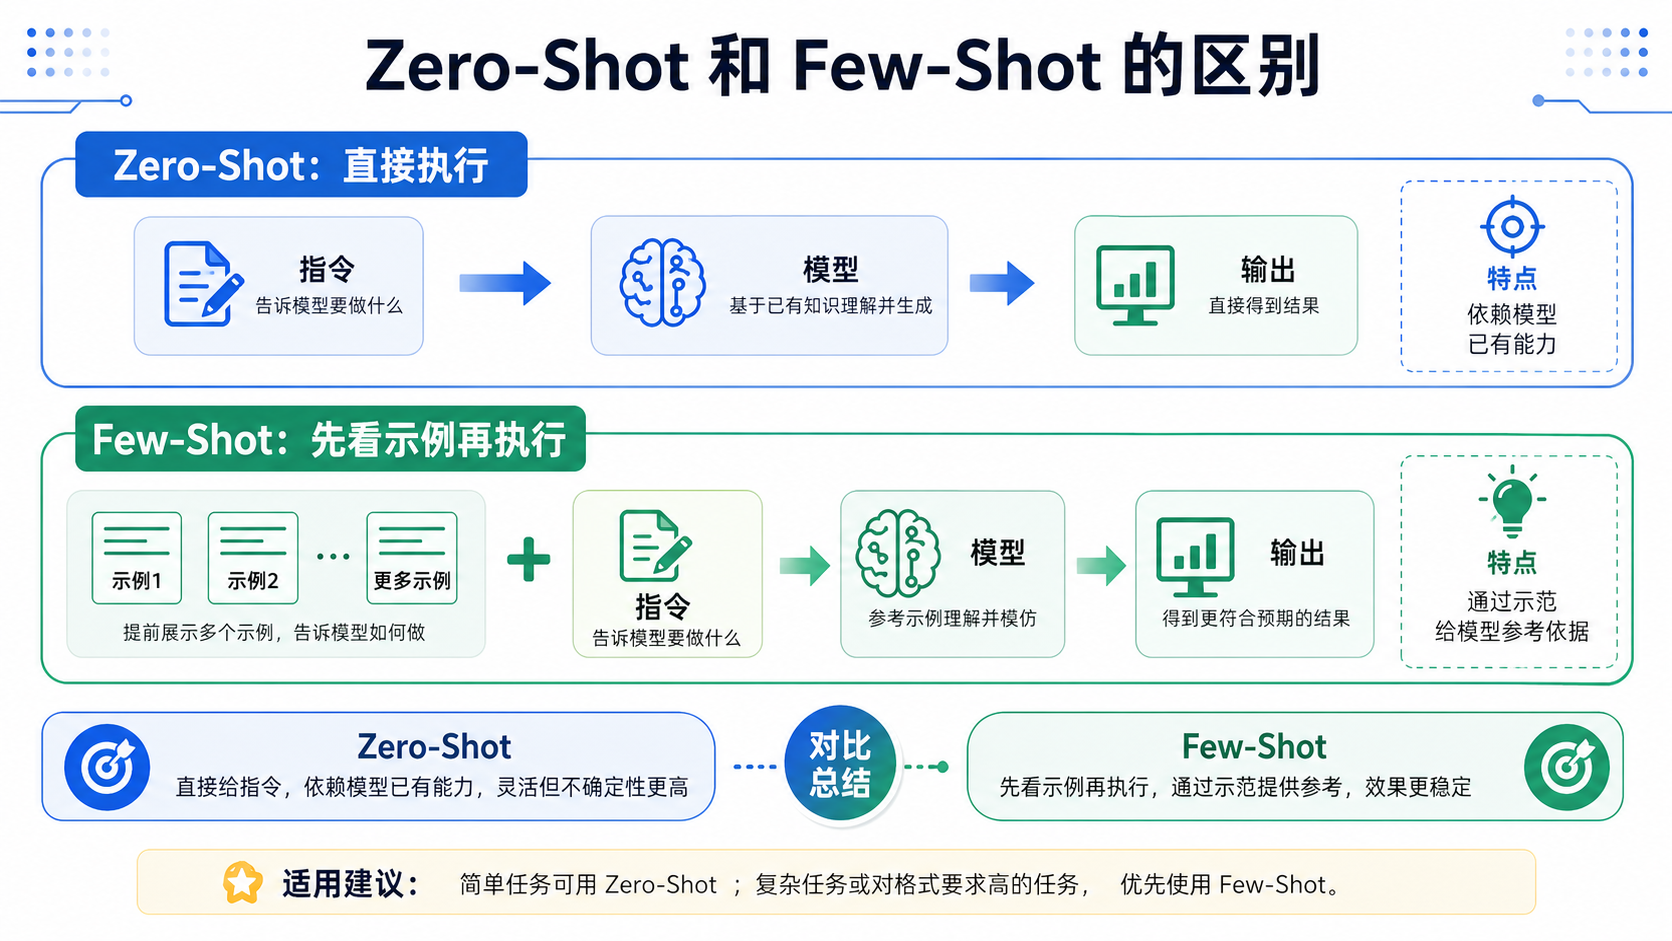 Zero-Shot 和 Few-Shot 的区别
Zero-Shot：直接执行
指令
告诉模型要做什么
模型
基于已有知识理解并生成
输出
直接得到结果
特点
依赖模型
已有能力
Few-Shot：先看示例再执行
示例1
示例2
...
更多示例
提前展示多个示例，告诉模型如何做
指令
告诉模型要做什么
模型
参考示例理解并模仿
输出
得到更符合预期的结果
特点
通过示范
给模型参考依据
Zero-Shot
直接给指令，依赖模型已有能力，灵活但不确定性更高
对比
总结
Few-Shot
先看示例再执行，通过示范提供参考，效果更稳定
适用建议： 简单任务可用 Zero-Shot ；复杂任务或对格式要求高的任务， 优先使用 Few-Shot。